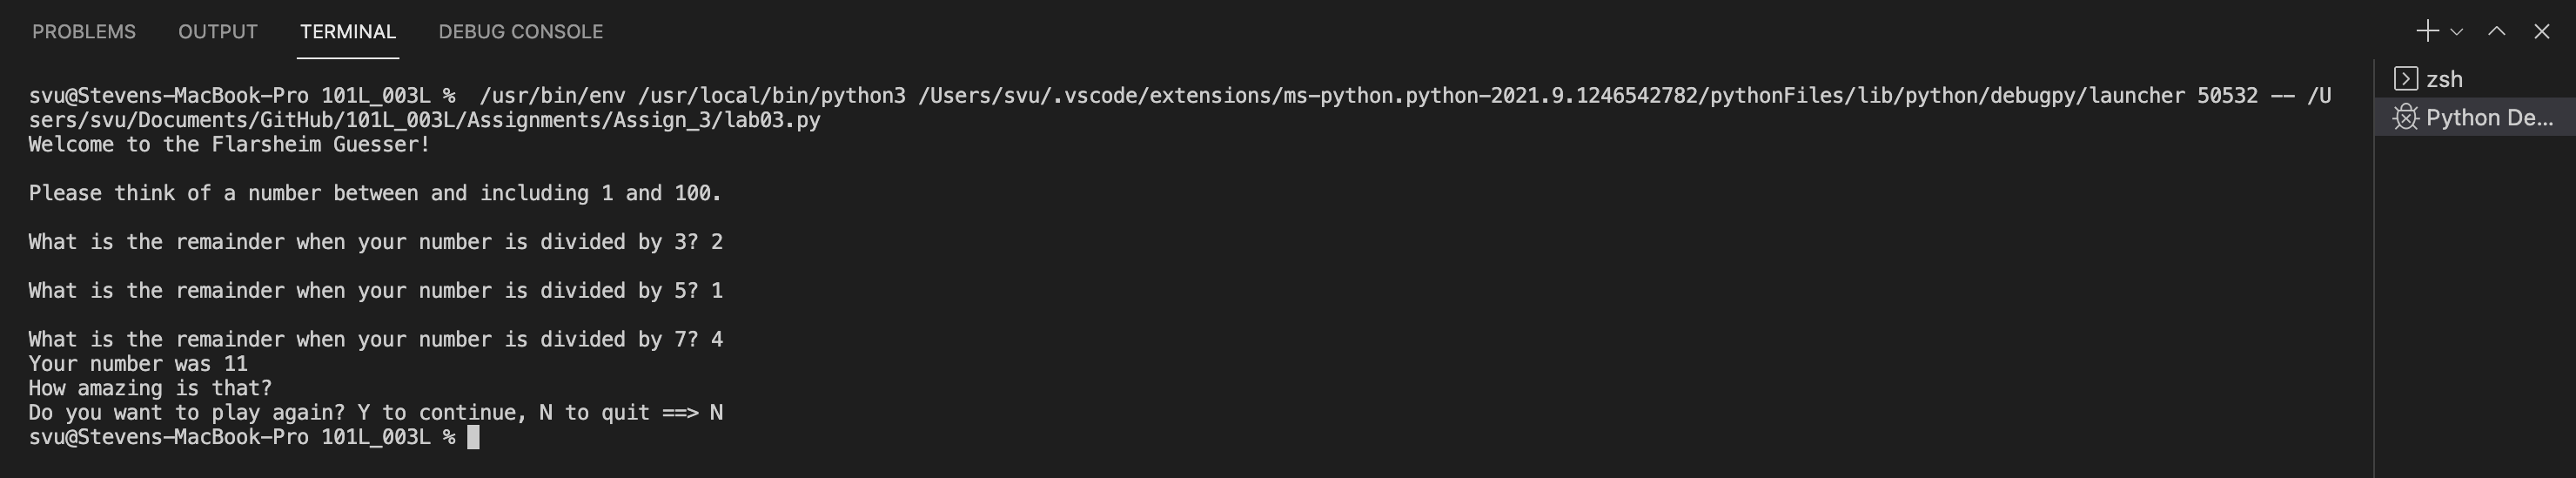 PROBLEMS OUTPUT TERMINAL DEBUG CONSOLE
svu@Stevens-MacBook-Pro 101L_003L %  /usr/bin/env /usr/local/bin/python3 /Users/svu/.vscode/extensions/ms-python.python-2021.9.1246542782/pythonFiles/lib/python/debugpy/launcher 50532 -- /U
sers/svu/Documents/GitHub/101L_003L/Assignments/Assign_3/lab03.py
Welcome to the Flarsheim Guesser!
Please think of a number between and including 1 and 100.
What is the remainder when your number is divided by 3? 2
What is the remainder when your number is divided by 5? 1
What is the remainder when your number is divided by 7? 4
Your number was 11
How amazing is that?
Do you want to play again? Y to continue, N to quit ==> N
svu@Stevens-MacBook-Pro 101L_003L %
zsh
Python De...